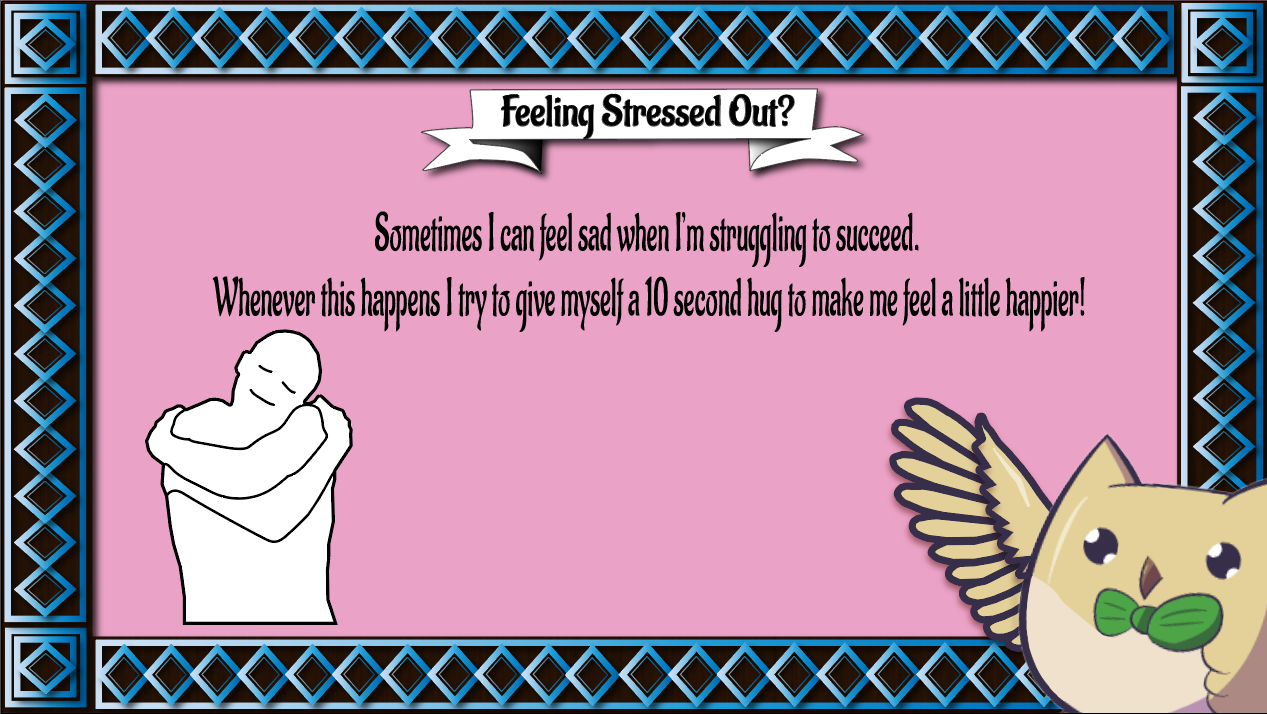 Feeling Stressed Out?
Sometimes I can feel sad when I'm struggling to succeed.
Whenever this happens I try to give myself a 10 second hug to make me feel a little happier!